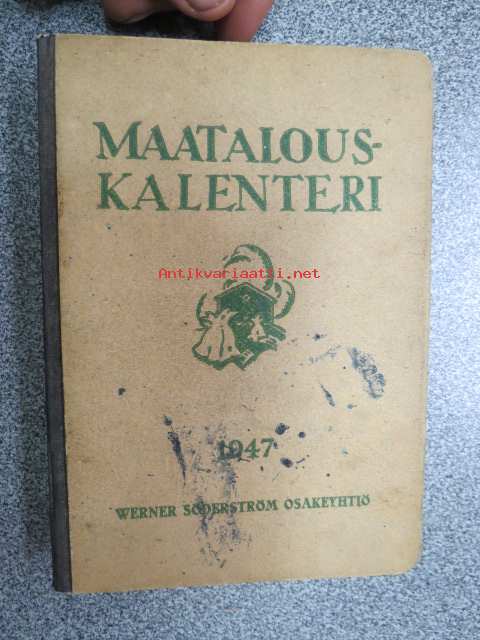 MAATALOUS-
KALENTERI
Antikvariaatti.net
1947
WERNER SÖDERSTRÖM OSAKEYHTIÖ